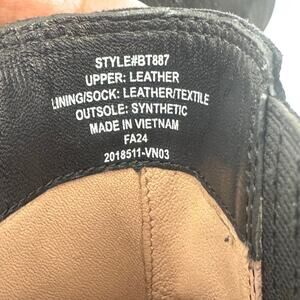 STYLE#BT887
UPPER: LEATHER
LINING/SOCK: LEATHER/TEXTILE
OUTSOLE: SYNTHETIC
MADE IN VIETNAM
FA24
2018511-VN03